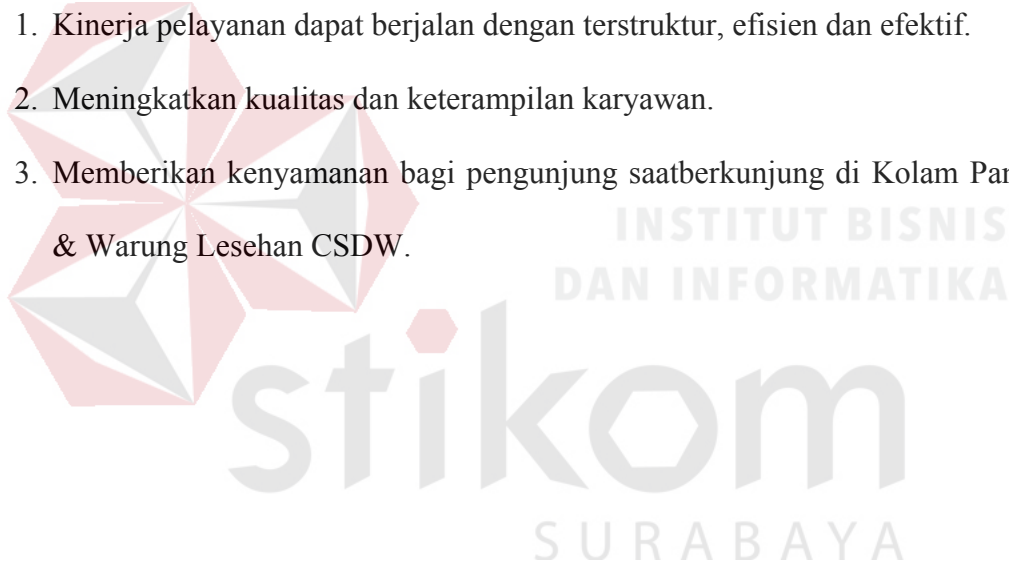 1. Kinerja pelayanan dapat berjalan dengan terstruktur, efisien dan efektif.
2. Meningkatkan kualitas dan keterampilan karyawan.
3. Memberikan kenyamanan bagi pengunjung saatberkunjung di Kolam
& Warung Lesehan CSDW.
INSTITUT BISNIS
DAN INFORMATIKA
stikom
SURABAYA